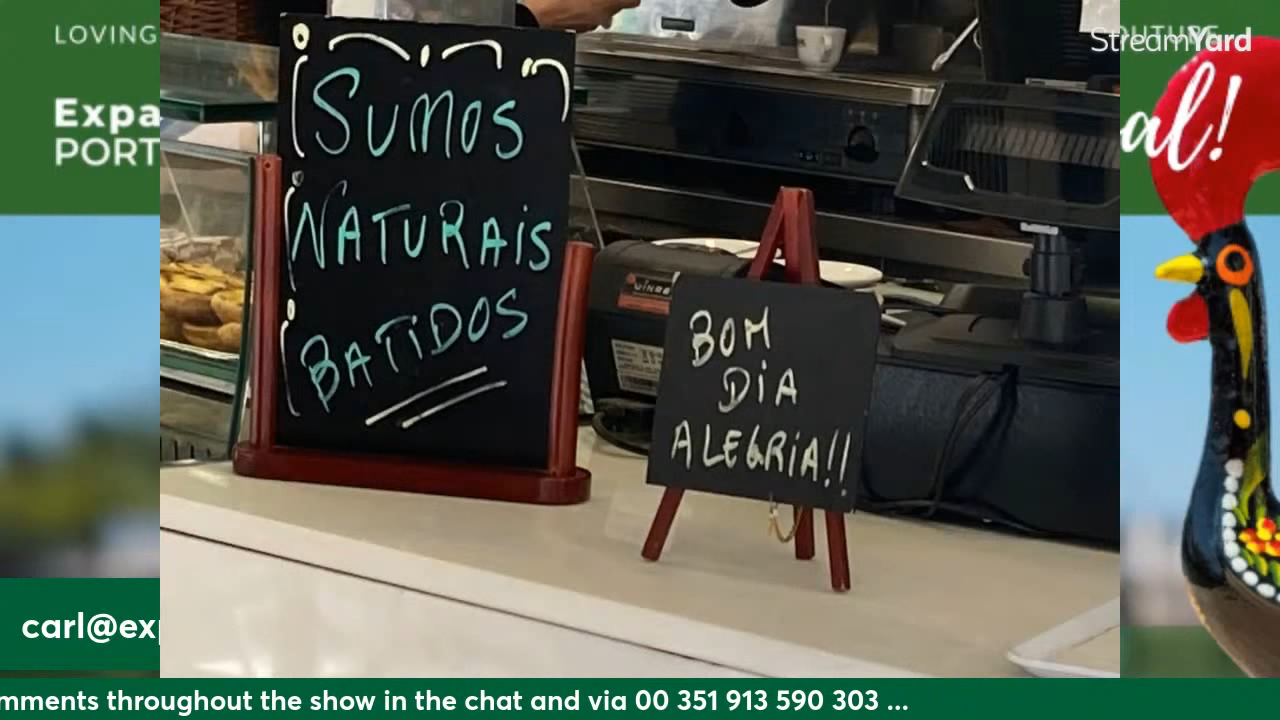 LOVING
StreamYard
Expa
PORT
al!
SUMOS
NATURAIS
BATIDOS
BOM
DIA
ALEGRIA!!
carl@exp
mments throughout the show in the chat and via 00 351 913 590 303 ...